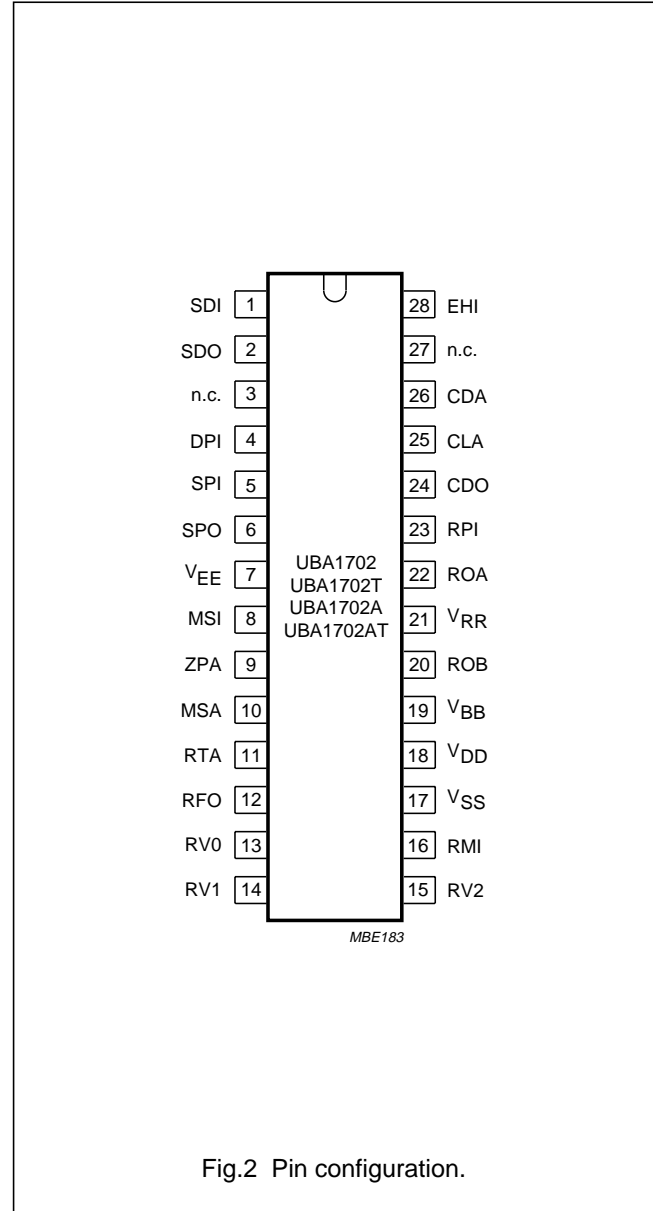 SDI 1 28 EHI
SDO 2 27 n.c.
n.c. 3 26 CDA
DPI 4 25 CLA
SPI 5 24 CDO
SPO 6 23 RPI
VEE 7 22 ROA
MSI 8 21 VRR
ZPA 9 20 ROB
MSA 10 19 VBB
RTA 11 18 VDD
RFO 12 17 VSS
RV0 13 16 RMI
RV1 14 15 RV2
UBA1702
UBA1702T
UBA1702A
UBA1702AT
MBE183
Fig.2 Pin configuration.